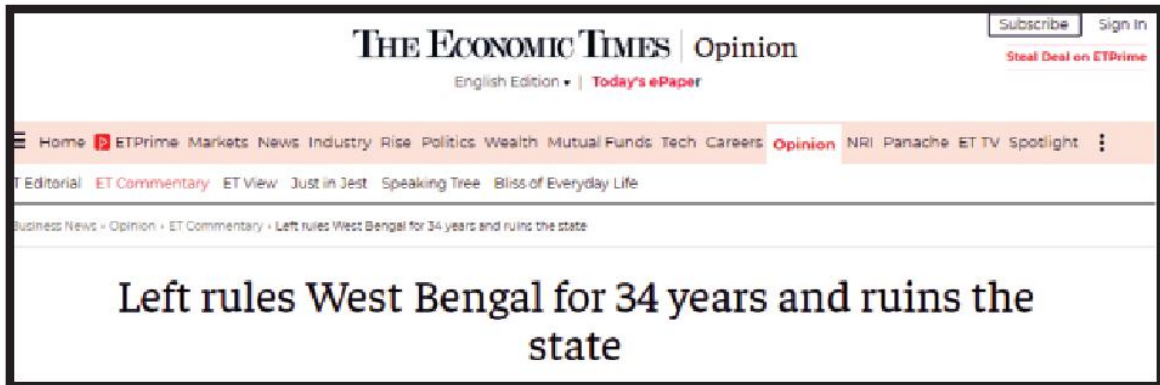 THE ECONOMIC TIMES | Opinion
Subscribe Sign In
Steal Deal on ETPrime
English Edition ▾ | Today's ePaper
Home ETPrime Markets News Industry Rise Politics Wealth Mutual Funds Tech Careers Opinion NRI Panache ET TV Spotlight
T Editorial ET Commentary ET View Just in Jest Speaking Tree Bliss of Everyday Life
Business News › Opinion › ET Commentary › Left rules West Bengal for 34 years and ruins the state
Left rules West Bengal for 34 years and ruins the
state